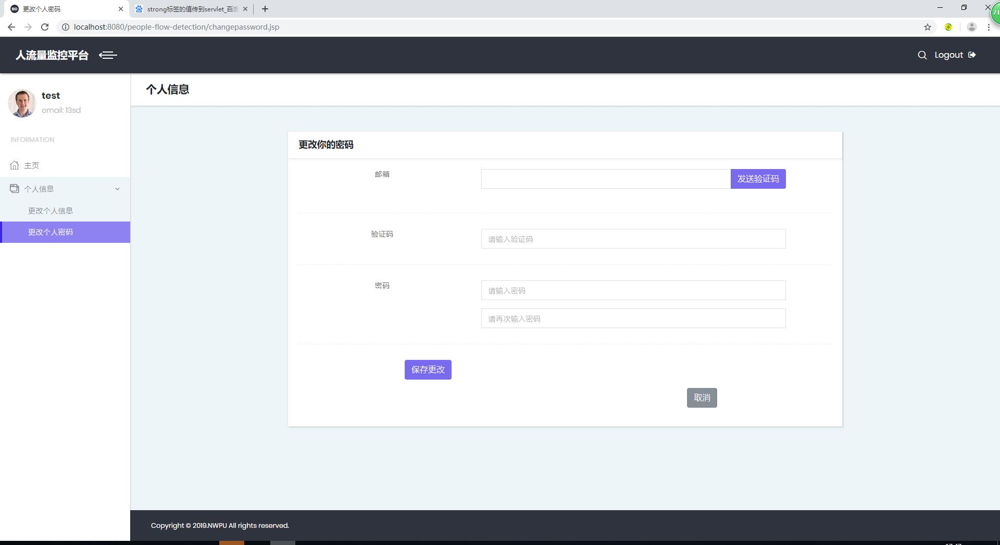 更改个人密码
strong标签的值传到servlet_百度
localhost:8080/people-flow-detection/changepassword.jsp
71
人流量监控平台
Logout
test
email: 13sd
INFORMATION
主页
个人信息
更改个人信息
更改个人密码
个人信息
更改你的密码
邮箱
发送验证码
验证码
请输入验证码
密码
请输入密码
请再次输入密码
保存更改
取消
Copyright © 2019.NWPU All rights reserved.